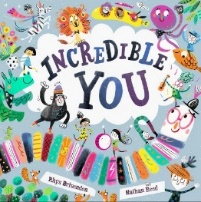 INCREDIBLE
YOU
Rhys Brisenden
Nathan Reed